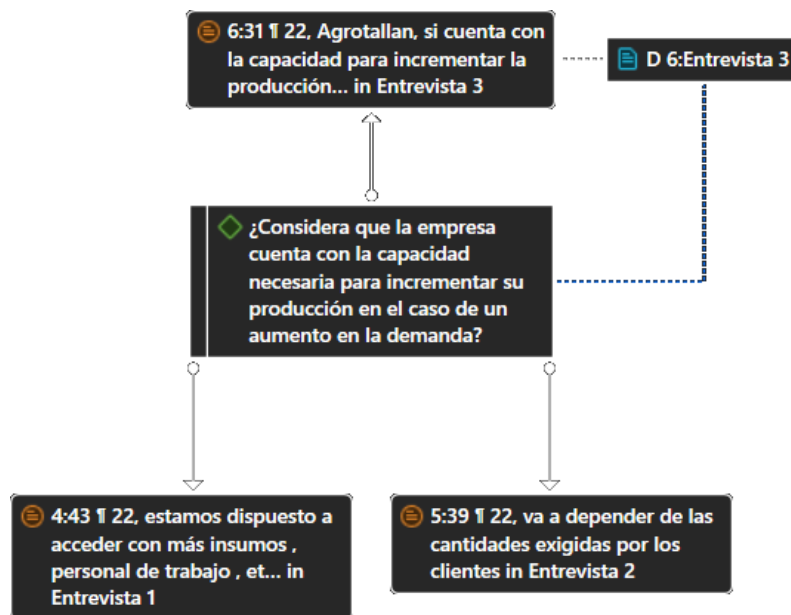 6:31 ¶ 22, Agrotallan, si cuenta con
la capacidad para incrementar la
producción... in Entrevista 3
D 6:Entrevista 3
¿Considera que la empresa
cuenta con la capacidad
necesaria para incrementar su
producción en el caso de un
aumento en la demanda?
4:43 ¶ 22, estamos dispuesto a
acceder con más insumos ,
personal de trabajo , et... in
Entrevista 1
5:39 ¶ 22, va a depender de las
cantidades exigidas por los
clientes in Entrevista 2